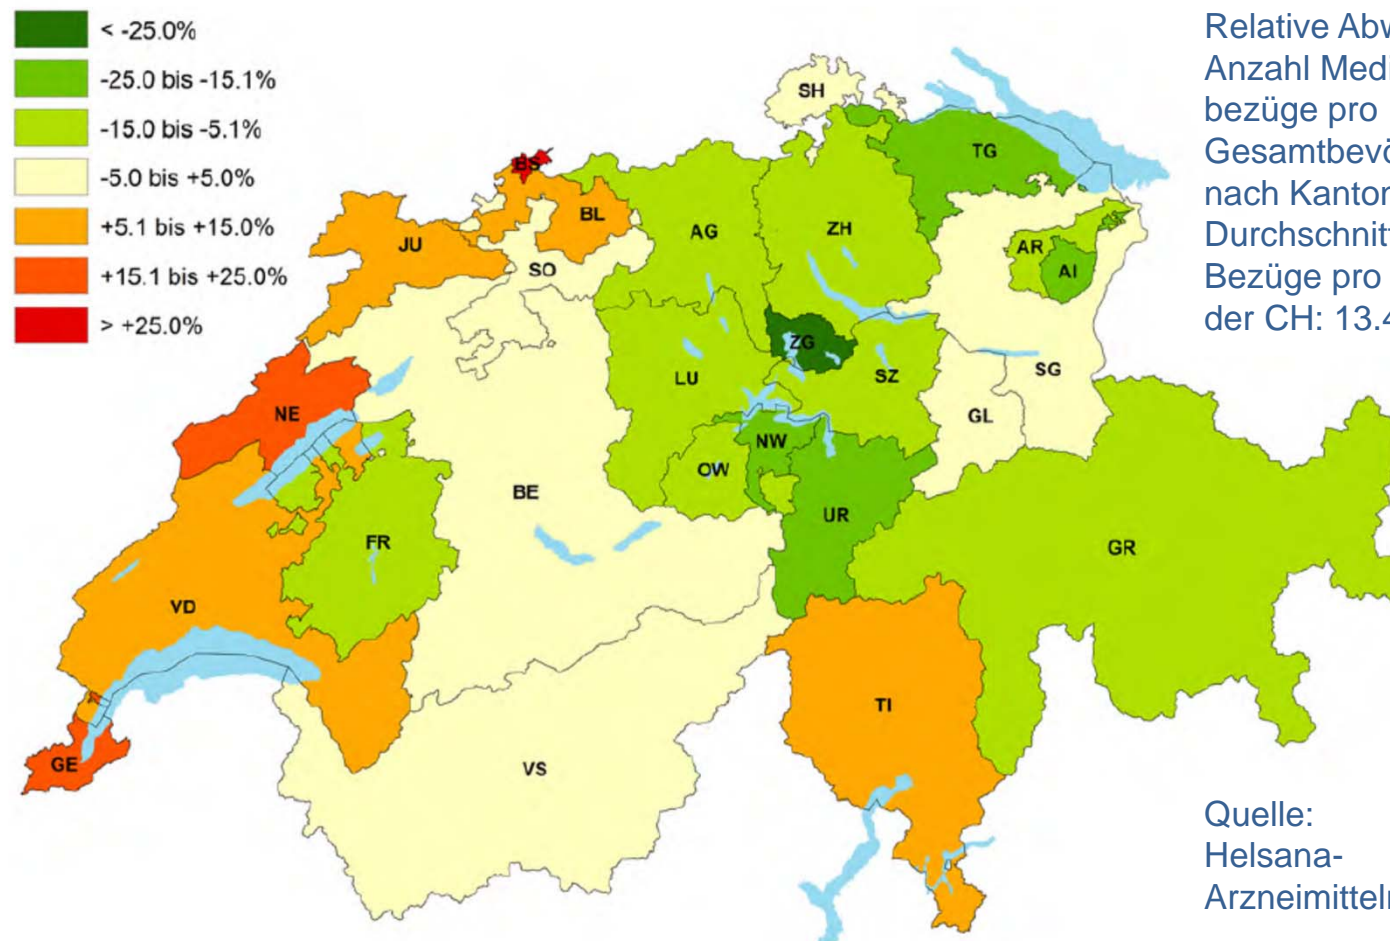 < -25.0%
-25.0 bis -15.1%
-15.0 bis -5.1%
-5.0 bis +5.0%
+5.1 bis +15.0%
+15.1 bis +25.0%
> +25.0%
Relative Abw
Anzahl Medi
bezüge pro
Gesamtbevö
nach Kanton
Durchschnitt
Bezüge pro
der CH: 13.4
SH
TG
BS
BL
AG
ZH
JU
SO
AR
AI
ZG
LU
SZ
SG
NE
GL
NW
OW
BE
UR
FR
GR
VD
TI
GE
VS
Quelle:
Helsana-
Arzneimittelr